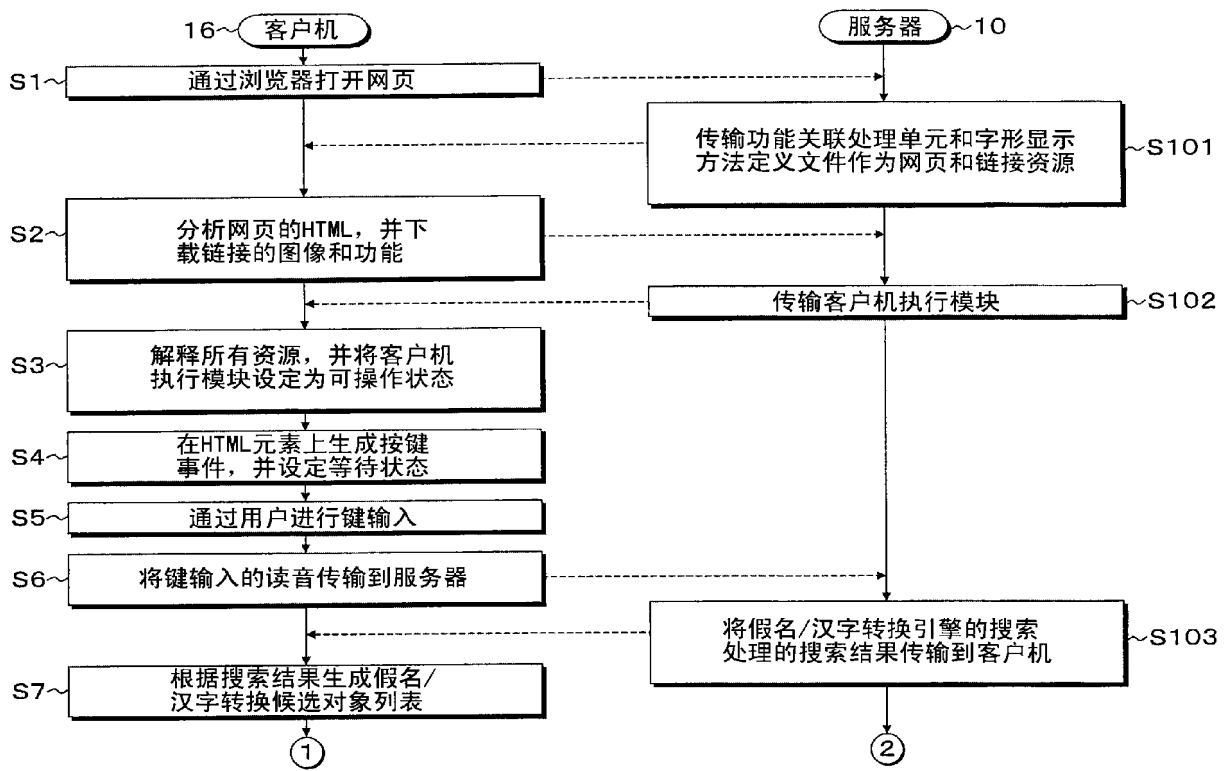 16 客户机
服务器 10
S1 通过浏览器打开网页
传输功能关联处理单元和字形显示
方法定义文件作为网页和链接资源
S101
S2
分析网页的HTML，并下
载链接的图像和功能
传输客户机执行模块 S102
S3
解释所有资源，并将客户机
执行模块设定为可操作状态
S4
在HTML元素上生成按键
事件，并设定等待状态
S5 通过用户进行键输入
S6 将键输入的读音传输到服务器
将假名/汉字转换引擎的搜索
处理的搜索结果传输到客户机
S103
S7
根据搜索结果生成假名/
汉字转换候选对象列表
1
2